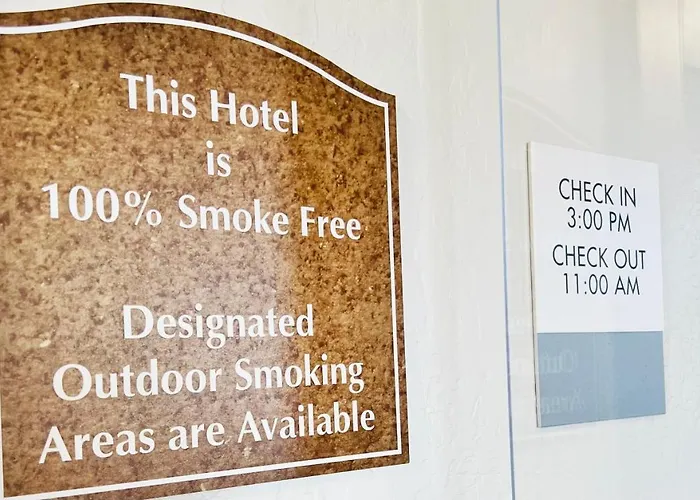 This Hotel
is
100% Smoke Free
Designated
Outdoor Smoking
Areas are Available
CHECK IN
3:00 PM
CHECK OUT
11:00 AM